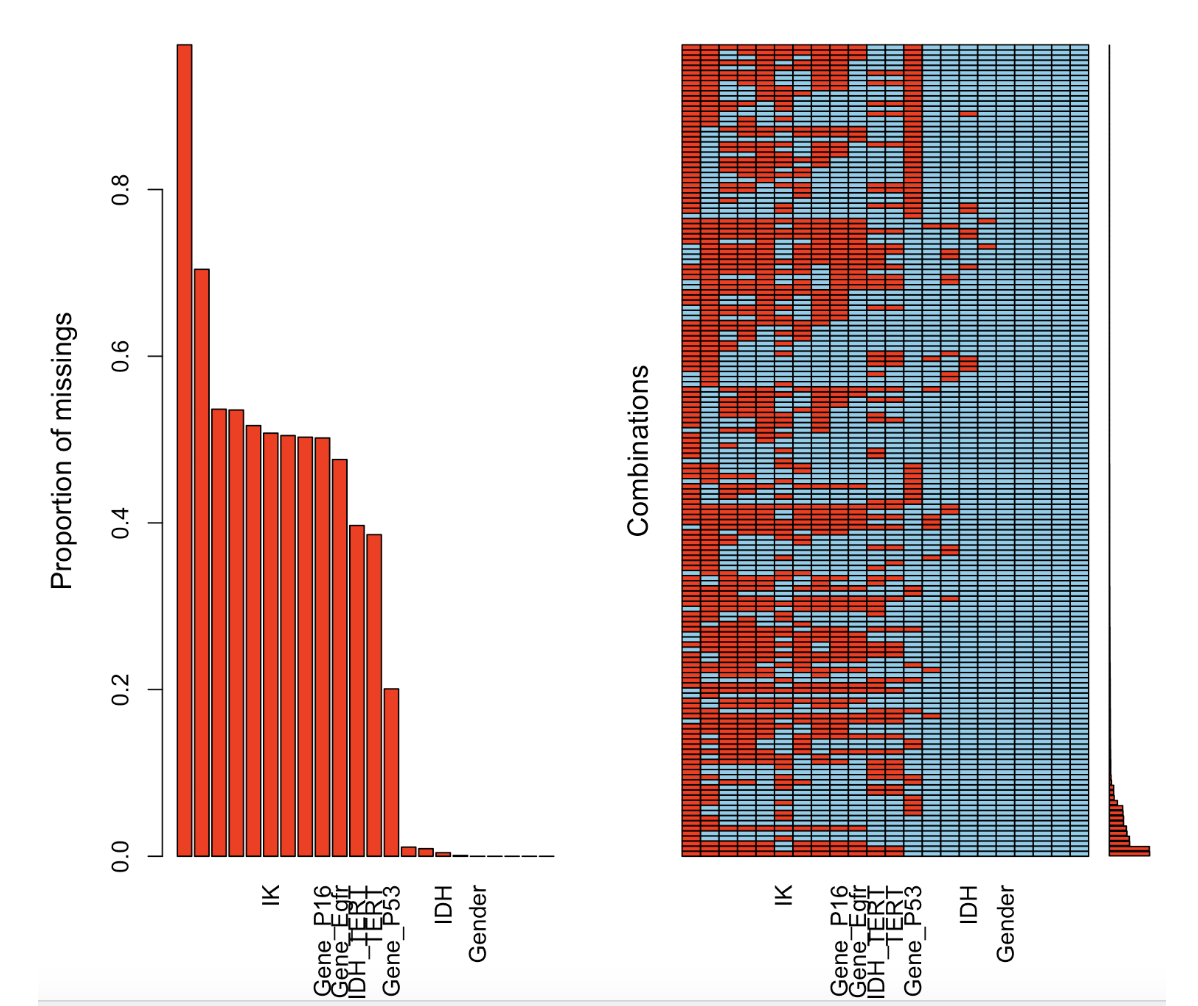 Proportion of missings
0.0
0.2
0.4
0.6
0.8
IK
Gene_P16
Gene_Egfr
IDH_TERT
TERT
Gene_P53
IDH
Gender
Combinations
IK
Gene_P16
Gene_Egfr
IDH_TERT
TERT
Gene_P53
IDH
Gender